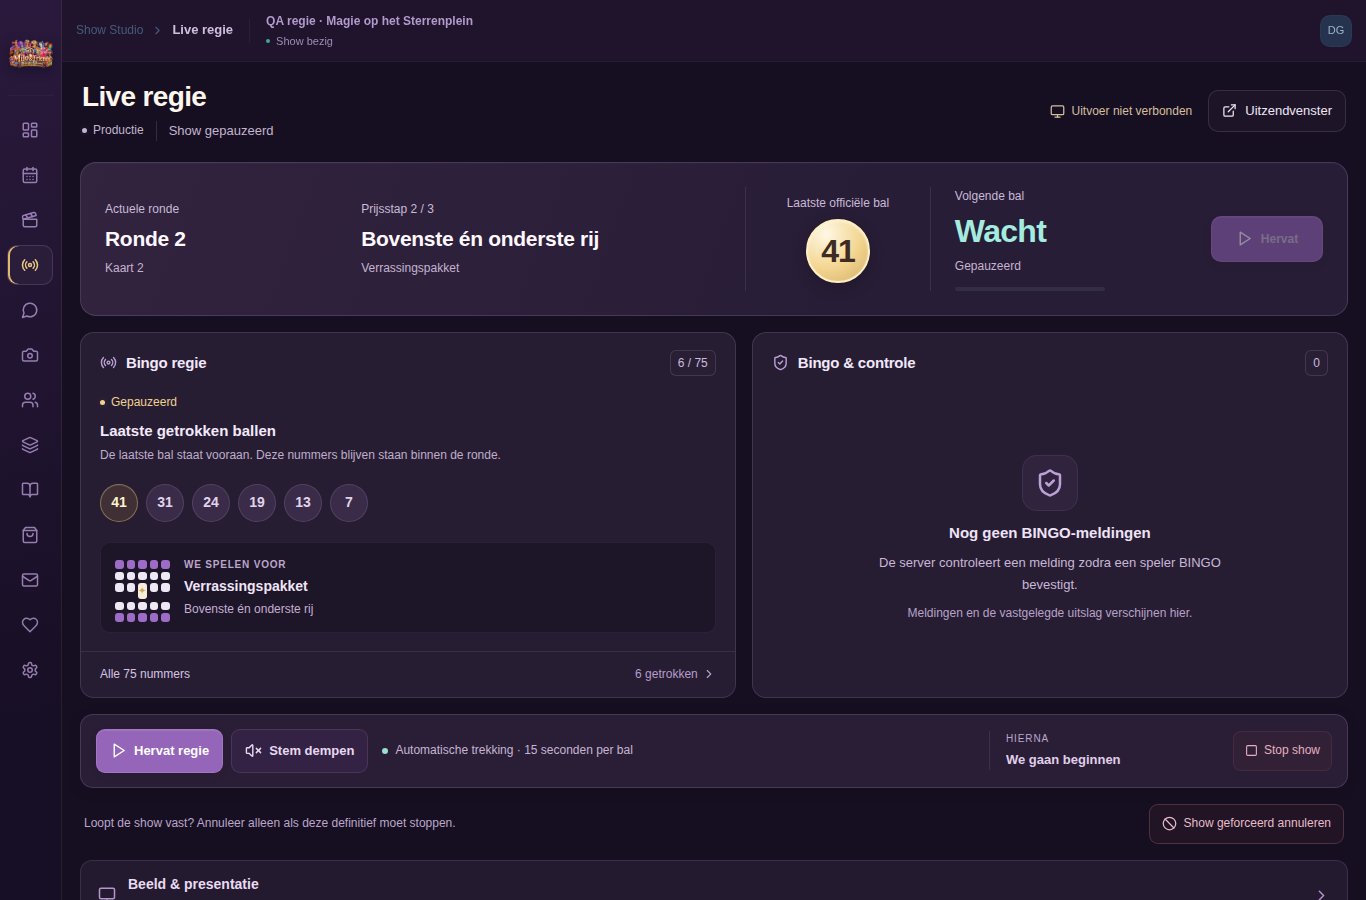 Show Studio
Live regie
QA regie · Magie op het Sterrenplein
Show bezig
DG
Live regie
Productie
Show gepauzeerd
Uitvoer niet verbonden
Uitzendvenster
Actuele ronde
Ronde 2
Kaart 2
Prijsstap 2 / 3
Bovenste én onderste rij
Verrassingspakket
Laatste officiële bal
41
Volgende bal
Wacht
Gepauzeerd
Hervat
Bingo regie
6 / 75
Gepauzeerd
Laatste getrokken ballen
De laatste bal staat vooraan. Deze nummers blijven staan binnen de ronde.
41 31 24 19 13 7
WE SPELEN VOOR
Verrassingspakket
Bovenste én onderste rij
Alle 75 nummers
6 getrokken
Bingo & controle
0
Nog geen BINGO-meldingen
De server controleert een melding zodra een speler BINGO
bevestigt.
Meldingen en de vastgelegde uitslag verschijnen hier.
Hervat regie
Stem dempen
Automatische trekking · 15 seconden per bal
HIERNA
We gaan beginnen
Stop show
Loopt de show vast? Annuleer alleen als deze definitief moet stoppen.
Show geforceerd annuleren
Beeld & presentatie